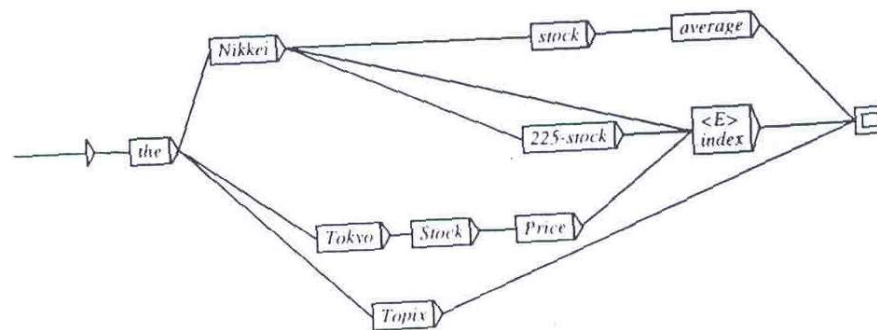 Nikkei
stock
average
the
225-stock
<E>
index
Tokyo
Stock
Price
Topix